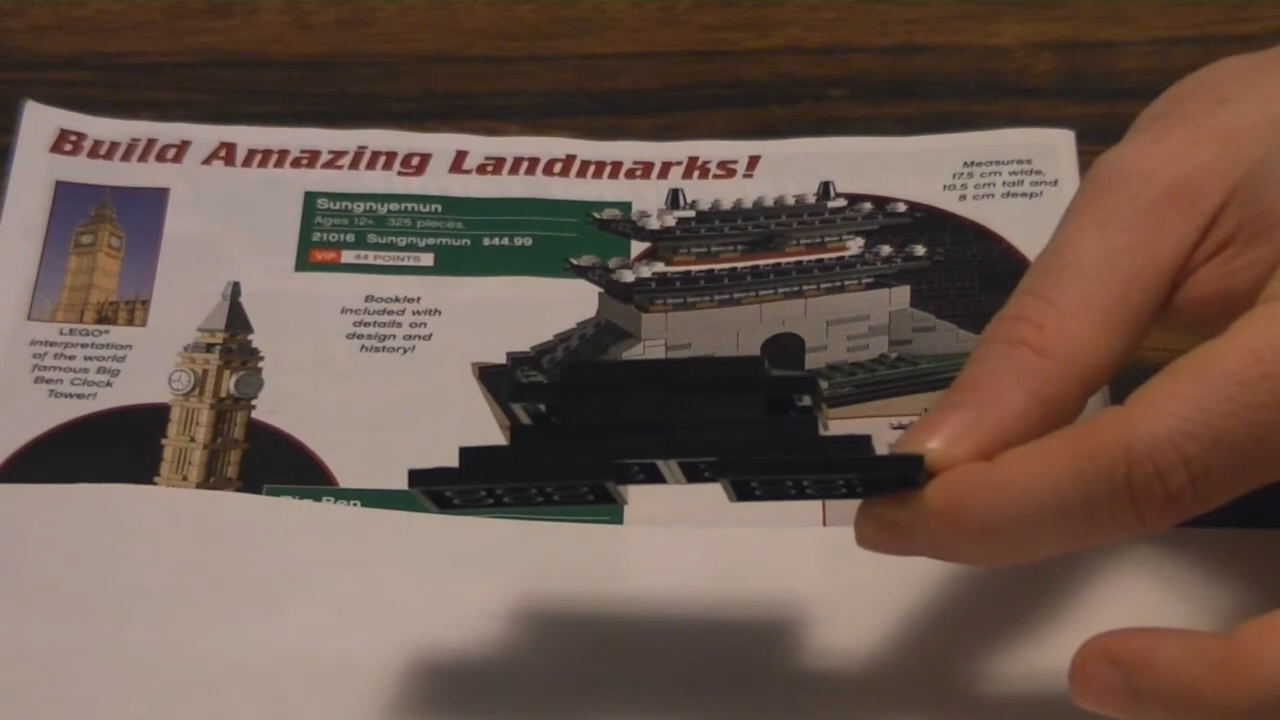 Build Amazing Landmarks!
Measures
17.5 cm wide,
10.5 cm tall and
8 cm deep!
Sungnyemun
Ages 12+. 325 pieces.
21016 Sungnyemun $44.99
VIP 44 POINTS
Booklet
included with
details on
design and
history!
LEGO®
interpretation
of the world
famous Big
Ben Clock
Tower!
Big Ben